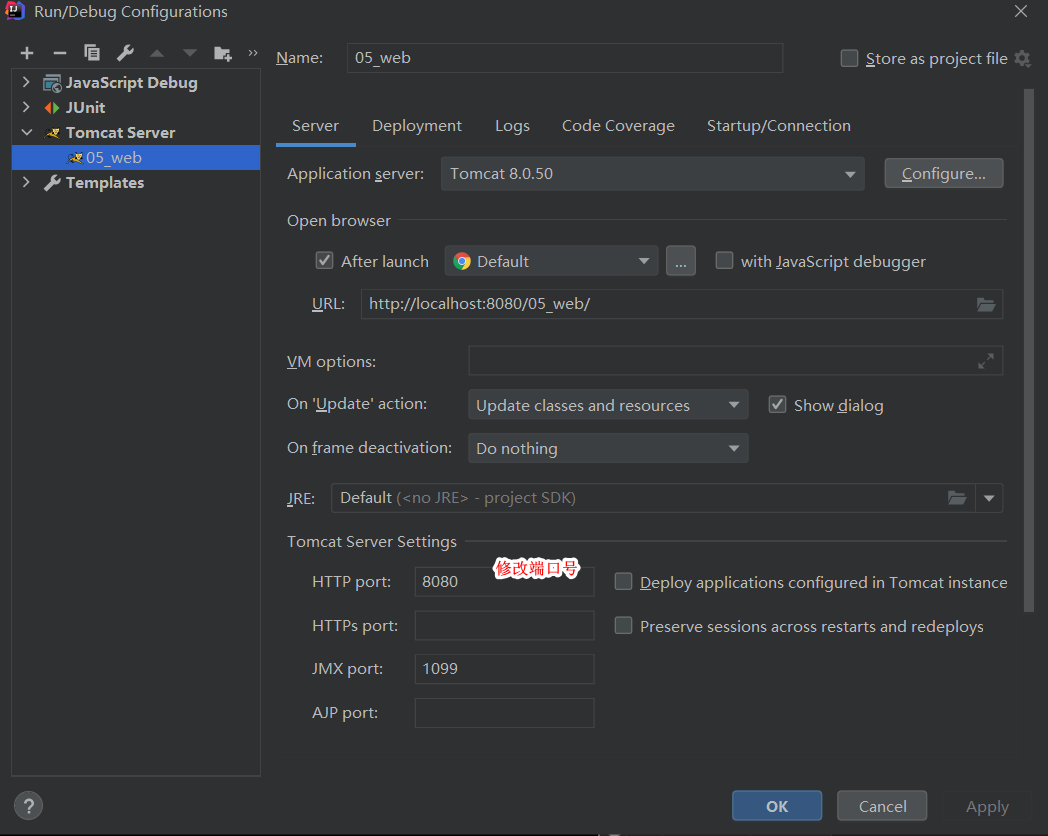 Run/Debug Configurations
Name: 05_web Store as project file
JavaScript Debug
JUnit
Tomcat Server
05_web
Templates
Server Deployment Logs Code Coverage Startup/Connection
Application server: Tomcat 8.0.50 Configure...
Open browser
After launch Default ... with JavaScript debugger
URL: http://localhost:8080/05_web/
VM options:
On 'Update' action: Update classes and resources Show dialog
On frame deactivation: Do nothing
JRE: Default (<no JRE> - project SDK)
Tomcat Server Settings
修改端口号
HTTP port: 8080 Deploy applications configured in Tomcat instance
HTTPs port: Preserve sessions across restarts and redeploys
JMX port: 1099
AJP port:
? OK Cancel Apply